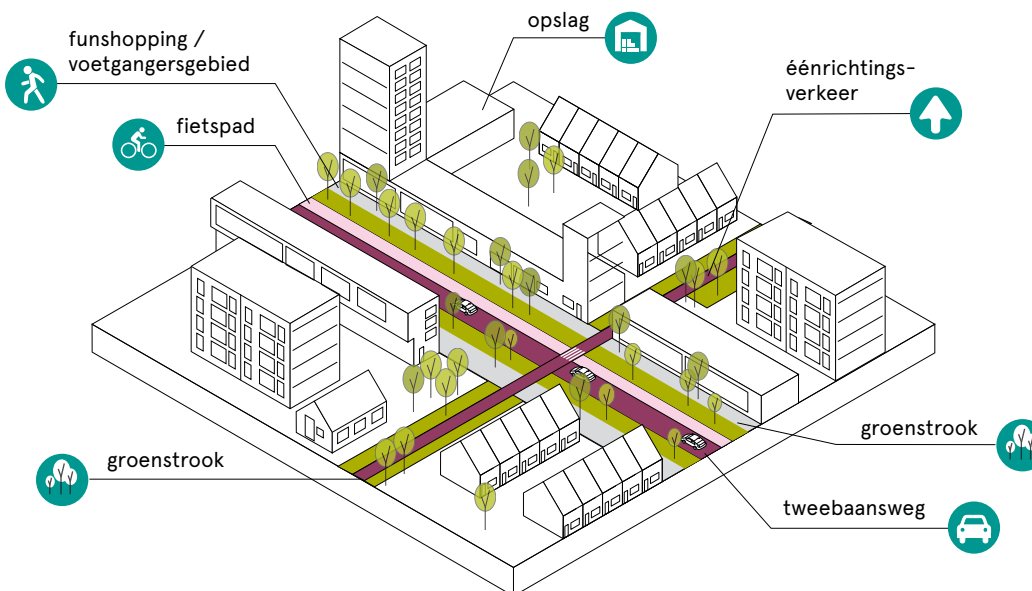 opslag
funshopping /
voetgangersgebied
éénrichtings-
verkeer
fietspad
groenstrook
groenstrook
tweebaansweg